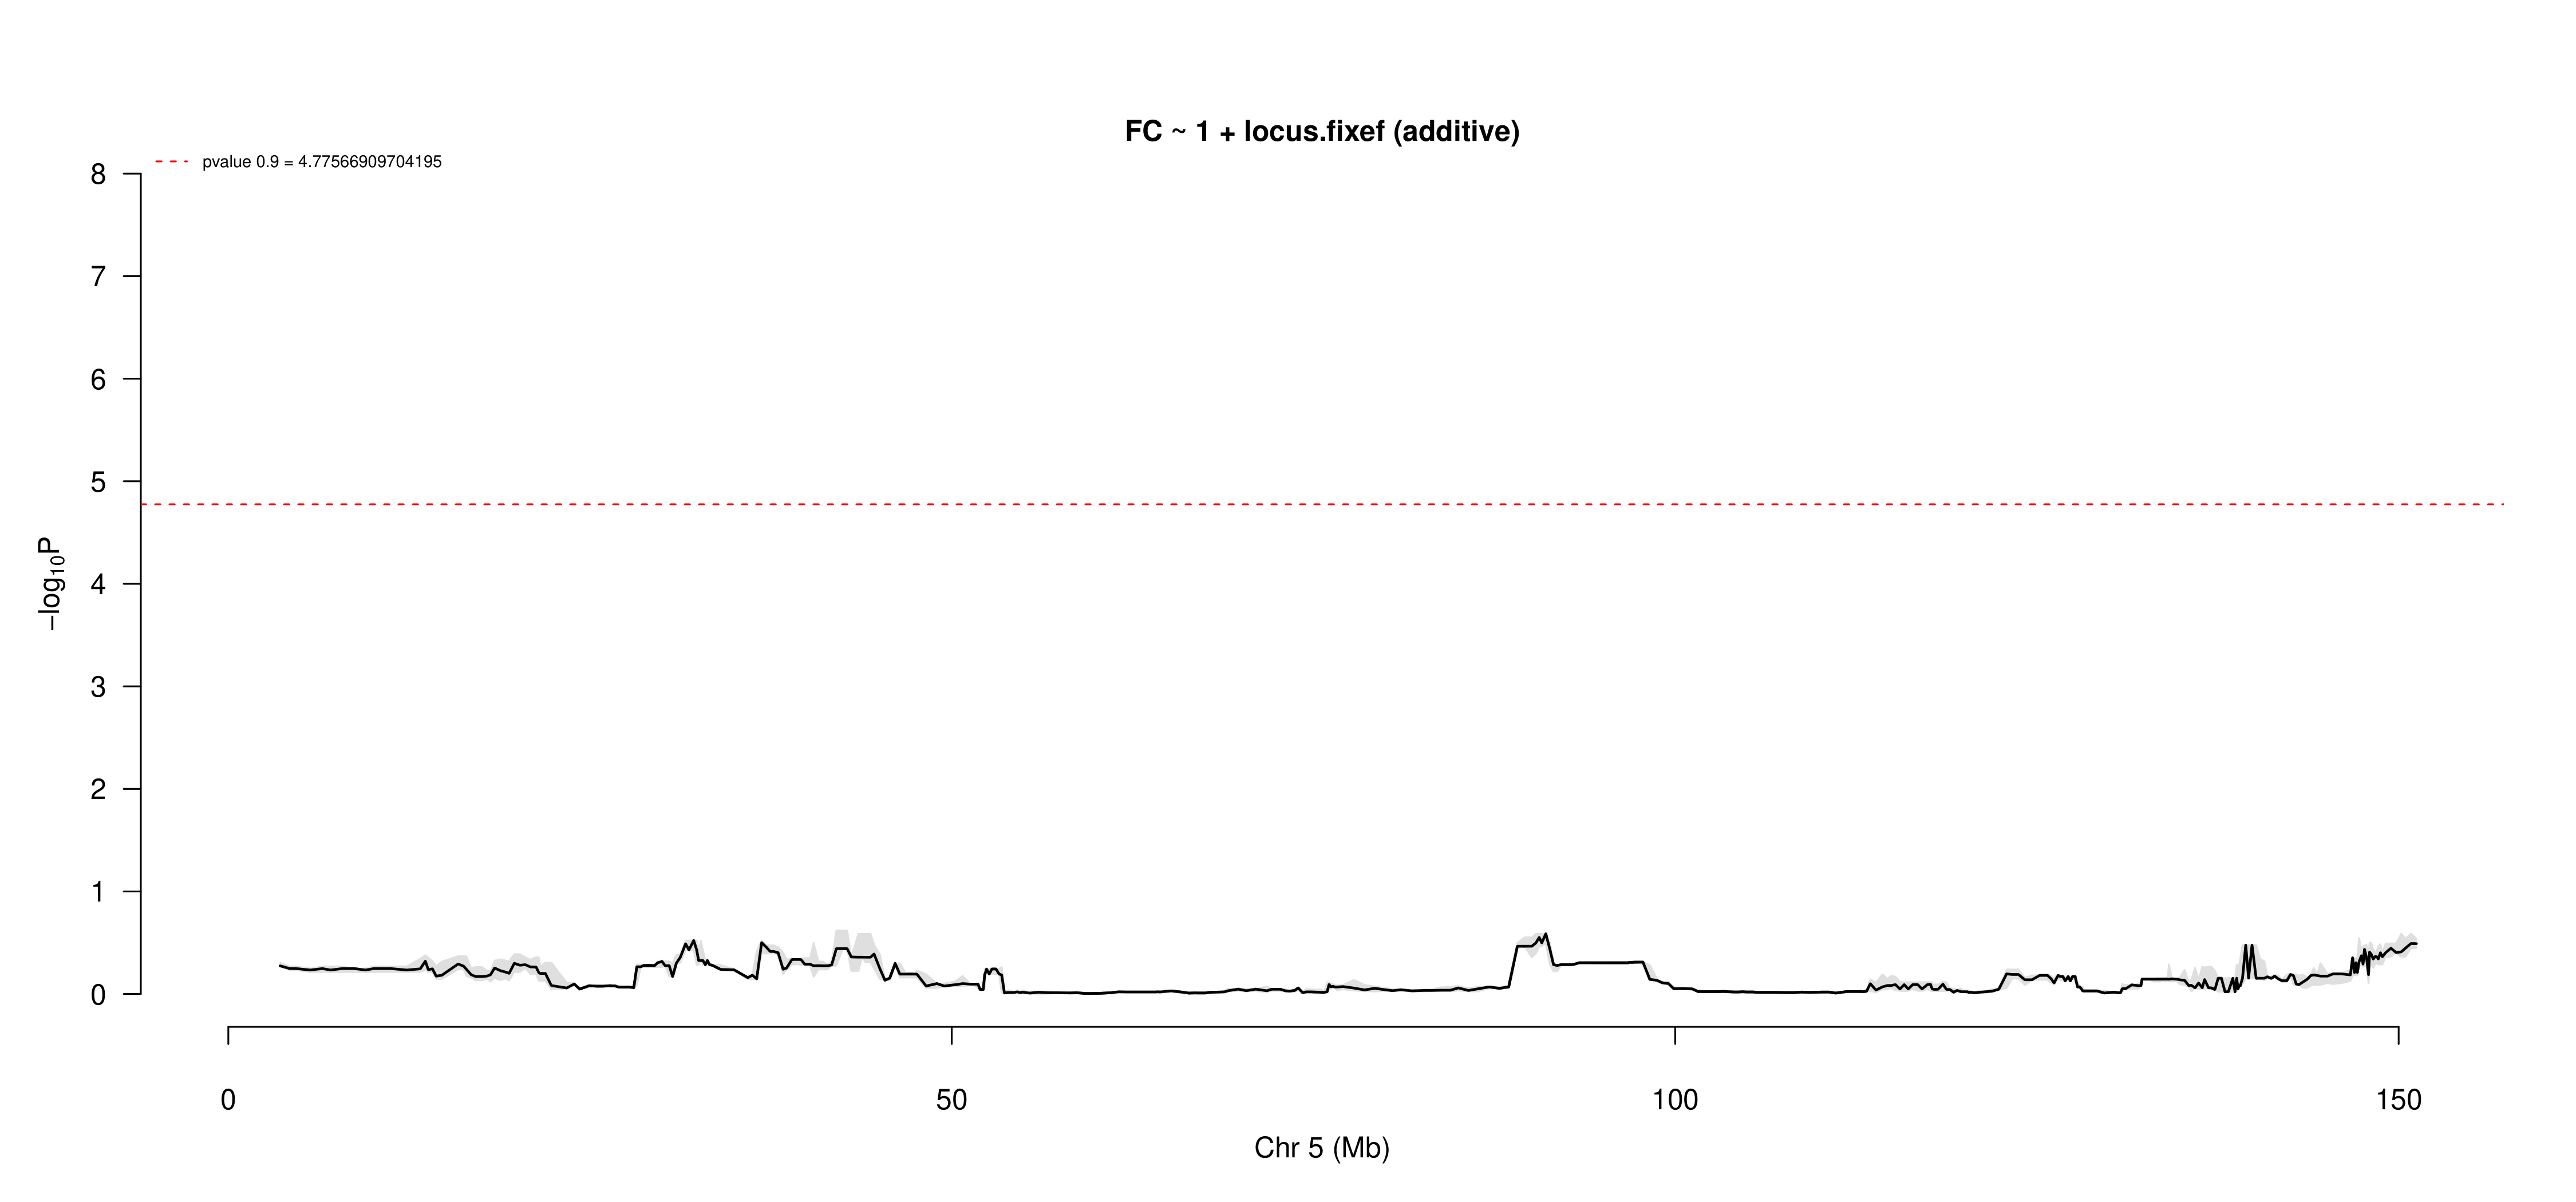 FC ~ 1 + locus.fixef (additive)
pvalue 0.9 = 4.77566909704195
8
7
6
5
4
3
2
1
0
−log10P
0 50 100 150
Chr 5 (Mb)